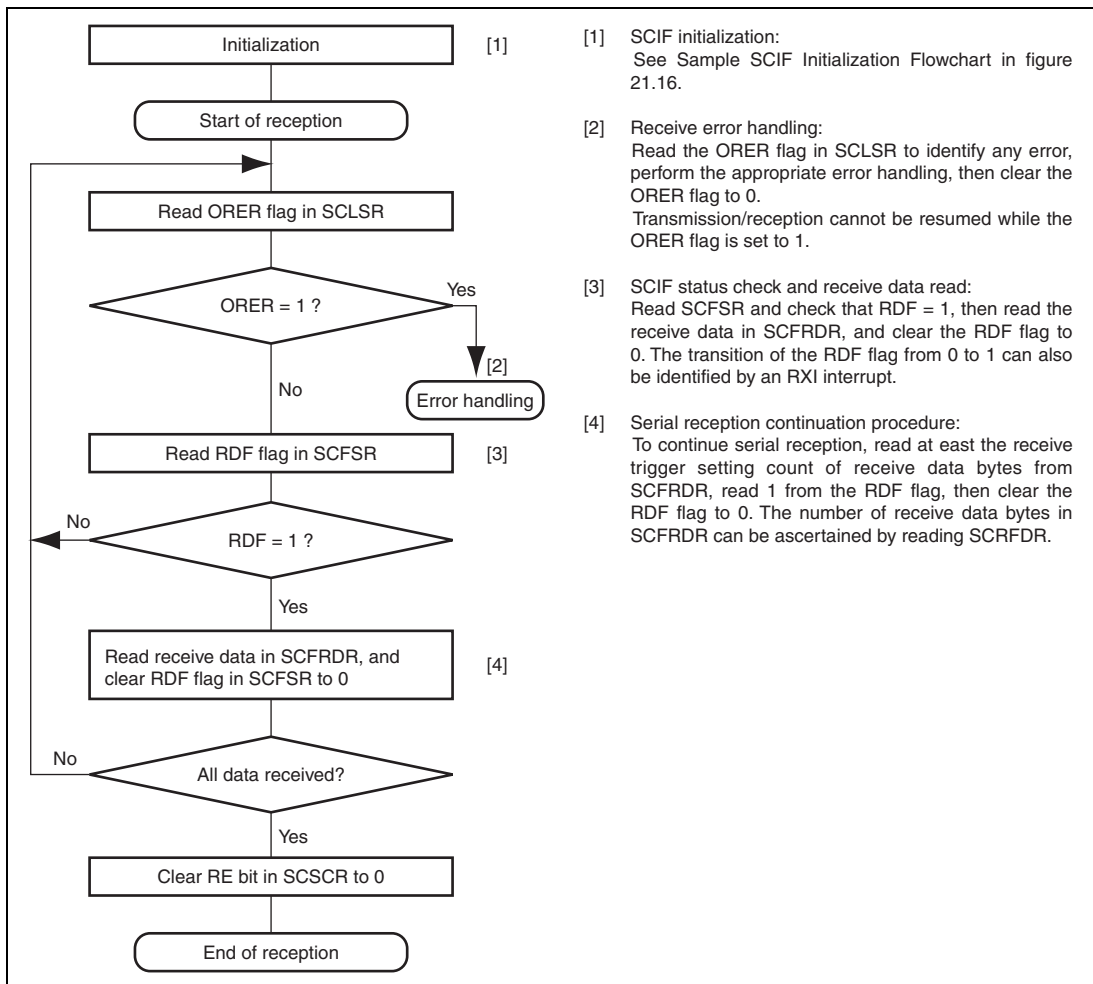 Initialization
[1]
Start of reception
Read ORER flag in SCLSR
ORER = 1 ?
Yes
[2]
Error handling
No
Read RDF flag in SCFSR
[3]
No
RDF = 1 ?
Yes
Read receive data in SCFRDR, and
clear RDF flag in SCFSR to 0
[4]
No
All data received?
Yes
Clear RE bit in SCSCR to 0
End of reception
[1] SCIF initialization:
See Sample SCIF Initialization Flowchart in figure
21.16.
[2] Receive error handling:
Read the ORER flag in SCLSR to identify any error,
perform the appropriate error handling, then clear the
ORER flag to 0.
Transmission/reception cannot be resumed while the
ORER flag is set to 1.
[3] SCIF status check and receive data read:
Read SCFSR and check that RDF = 1, then read the
receive data in SCFRDR, and clear the RDF flag to
0. The transition of the RDF flag from 0 to 1 can also
be identified by an RXI interrupt.
[4] Serial reception continuation procedure:
To continue serial reception, read at east the receive
trigger setting count of receive data bytes from
SCFRDR, read 1 from the RDF flag, then clear the
RDF flag to 0. The number of receive data bytes in
SCFRDR can be ascertained by reading SCRFDR.